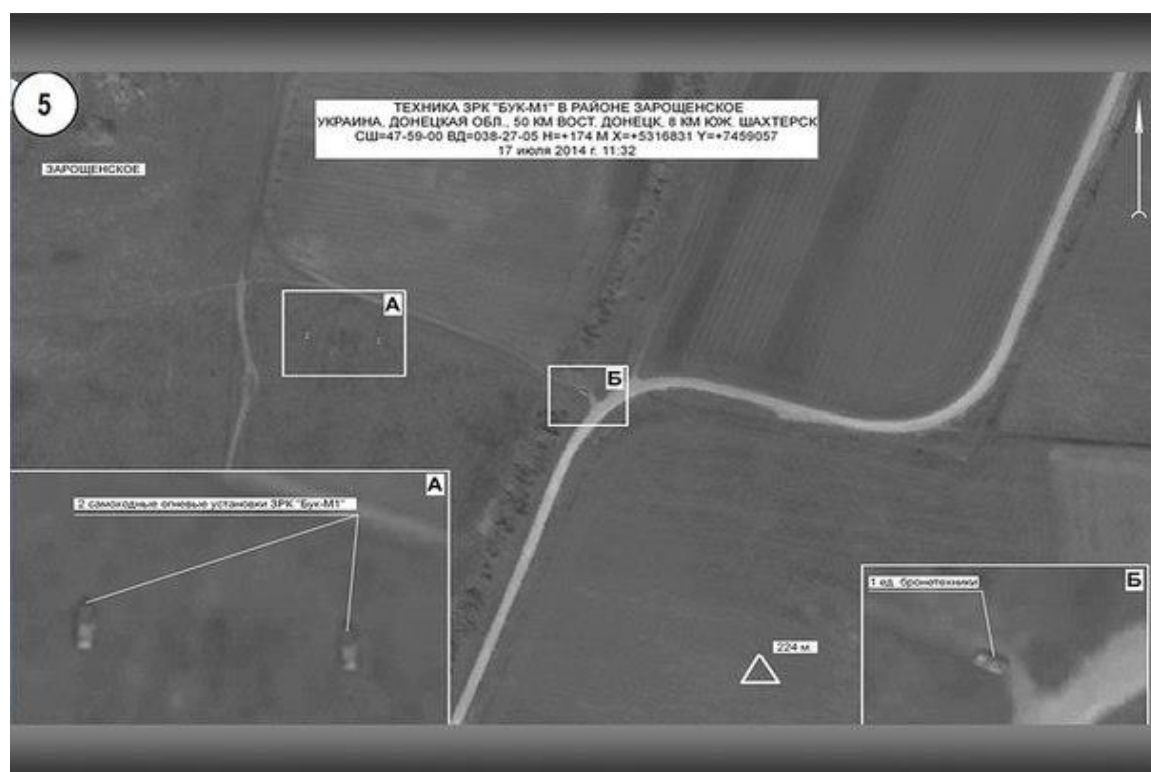 5
ТЕХНИКА ЗРК "БУК-М1" В РАЙОНЕ ЗАРОЩЕНСКОЕ
УКРАИНА, ДОНЕЦКАЯ ОБЛ., 50 КМ ВОСТ. ДОНЕЦК, 8 КМ ЮЖ. ШАХТЕРСК
СШ=47-59-00 ВД=038-27-05 Н=+174 М X=+5316831 Y=+7459057
17 июля 2014 г. 11:32
ЗАРОЩЕНСКОЕ
А
Б
А
2 самоходные огневые установки ЗРК "Бук-М1"
Б
1 ед. бронетехники
224 м.